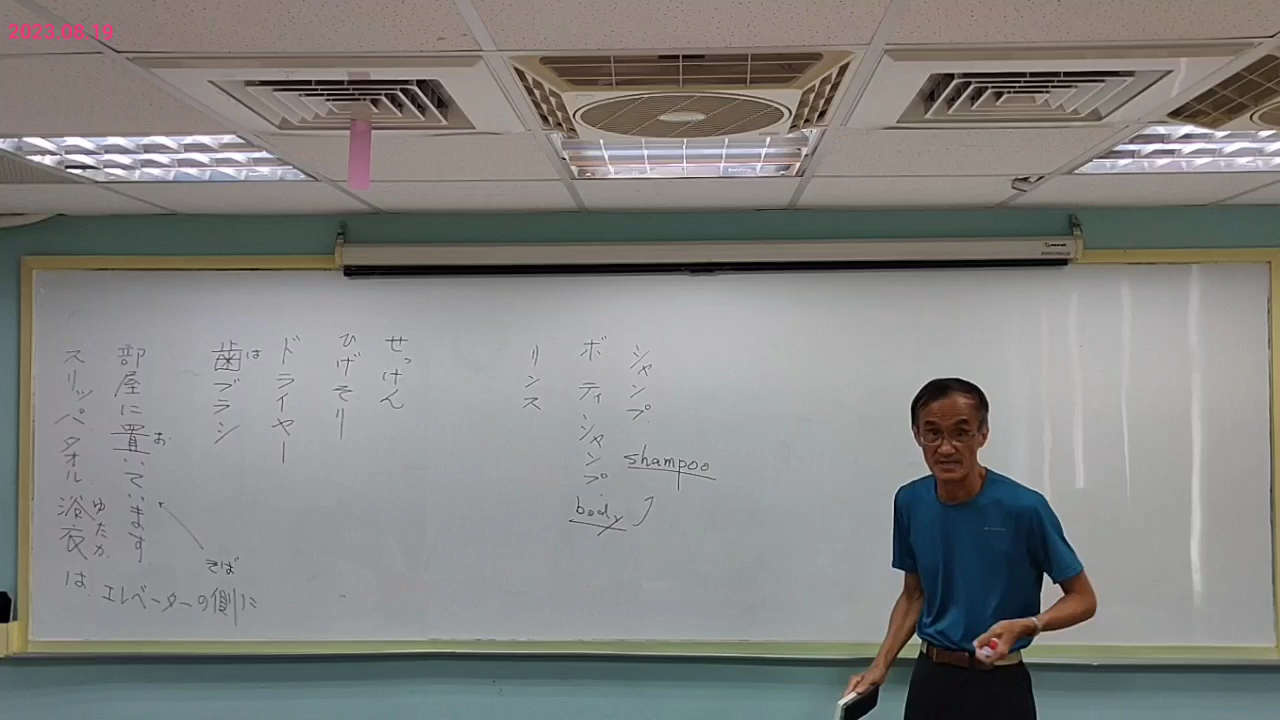 2023.08.19
シャンプ
shampoo
ボティシャンプ
body
リンス
せっけん
ひげそり
ドライヤー
歯ブラシ
は
部屋に置いています
お
そば
エレベーターの側に
スリッパ タオル 浴衣は
ゆたか